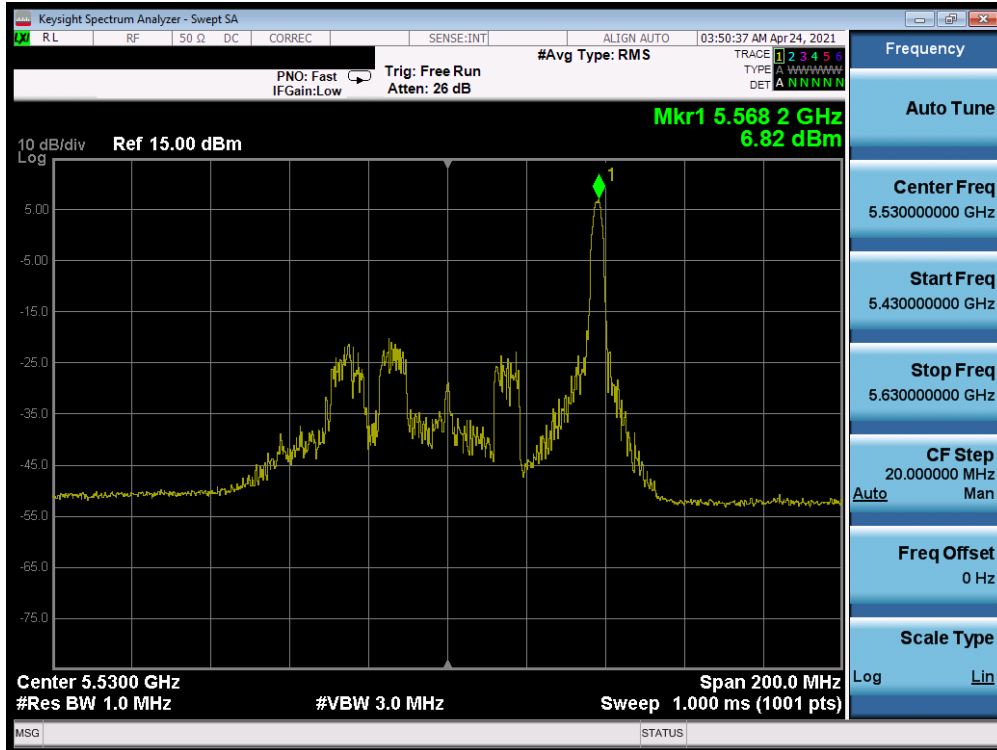 Keysight Spectrum Analyzer - Swept SA
LXI RL RF 50 Ω DC CORREC SENSE:INT ALIGN AUTO 03:50:37 AM Apr 24, 2021
#Avg Type: RMS
TRACE 1 2 3 4 5 6
PNO: Fast Trig: Free Run
TYPE A WWWWWW
IFGain:Low Atten: 26 dB
DET A N N N N N
Mkr1 5.568 2 GHz
6.82 dBm
10 dB/div Ref 15.00 dBm
Log
1
5.00
-5.00
-15.0
-25.0
-35.0
-45.0
-55.0
-65.0
-75.0
Center 5.5300 GHz Span 200.0 MHz
#Res BW 1.0 MHz #VBW 3.0 MHz Sweep 1.000 ms (1001 pts)
MSG STATUS
Frequency
Auto Tune
Center Freq
5.530000000 GHz
Start Freq
5.430000000 GHz
Stop Freq
5.630000000 GHz
CF Step
20.000000 MHz
Auto Man
Freq Offset
0 Hz
Scale Type
Log Lin